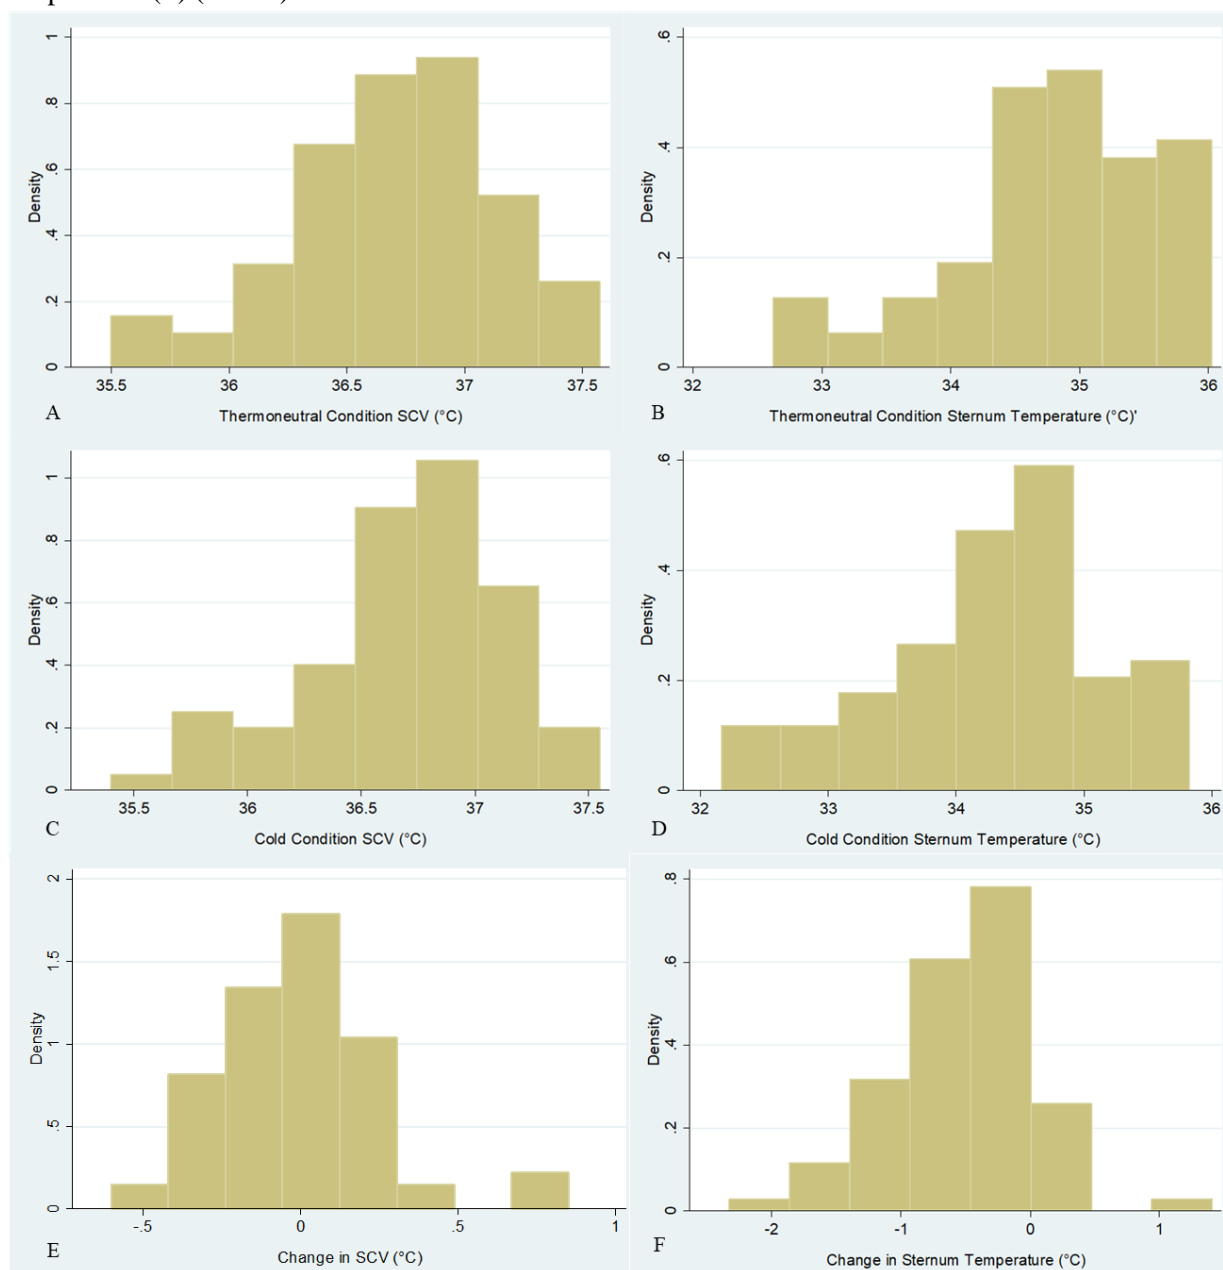 1
.8
.6
.4
.2
0
Density
35.5 36 36.5 37 37.5
A
Thermoneutral Condition SCV (°C)
.6
.4
.2
0
Density
32 33 34 35 36
B
Thermoneutral Condition Sternum Temperature (°C)'
1
.8
.6
.4
.2
0
Density
35.5 36 36.5 37 37.5
C
Cold Condition SCV (°C)
.6
.4
.2
0
Density
32 33 34 35 36
D
Cold Condition Sternum Temperature (°C)
2
1.5
1
.5
0
Density
-.5 0 .5 1
E
Change in SCV (°C)
.8
.6
.4
.2
0
Density
-2 -1 0 1
F
Change in Sternum Temperature (°C)